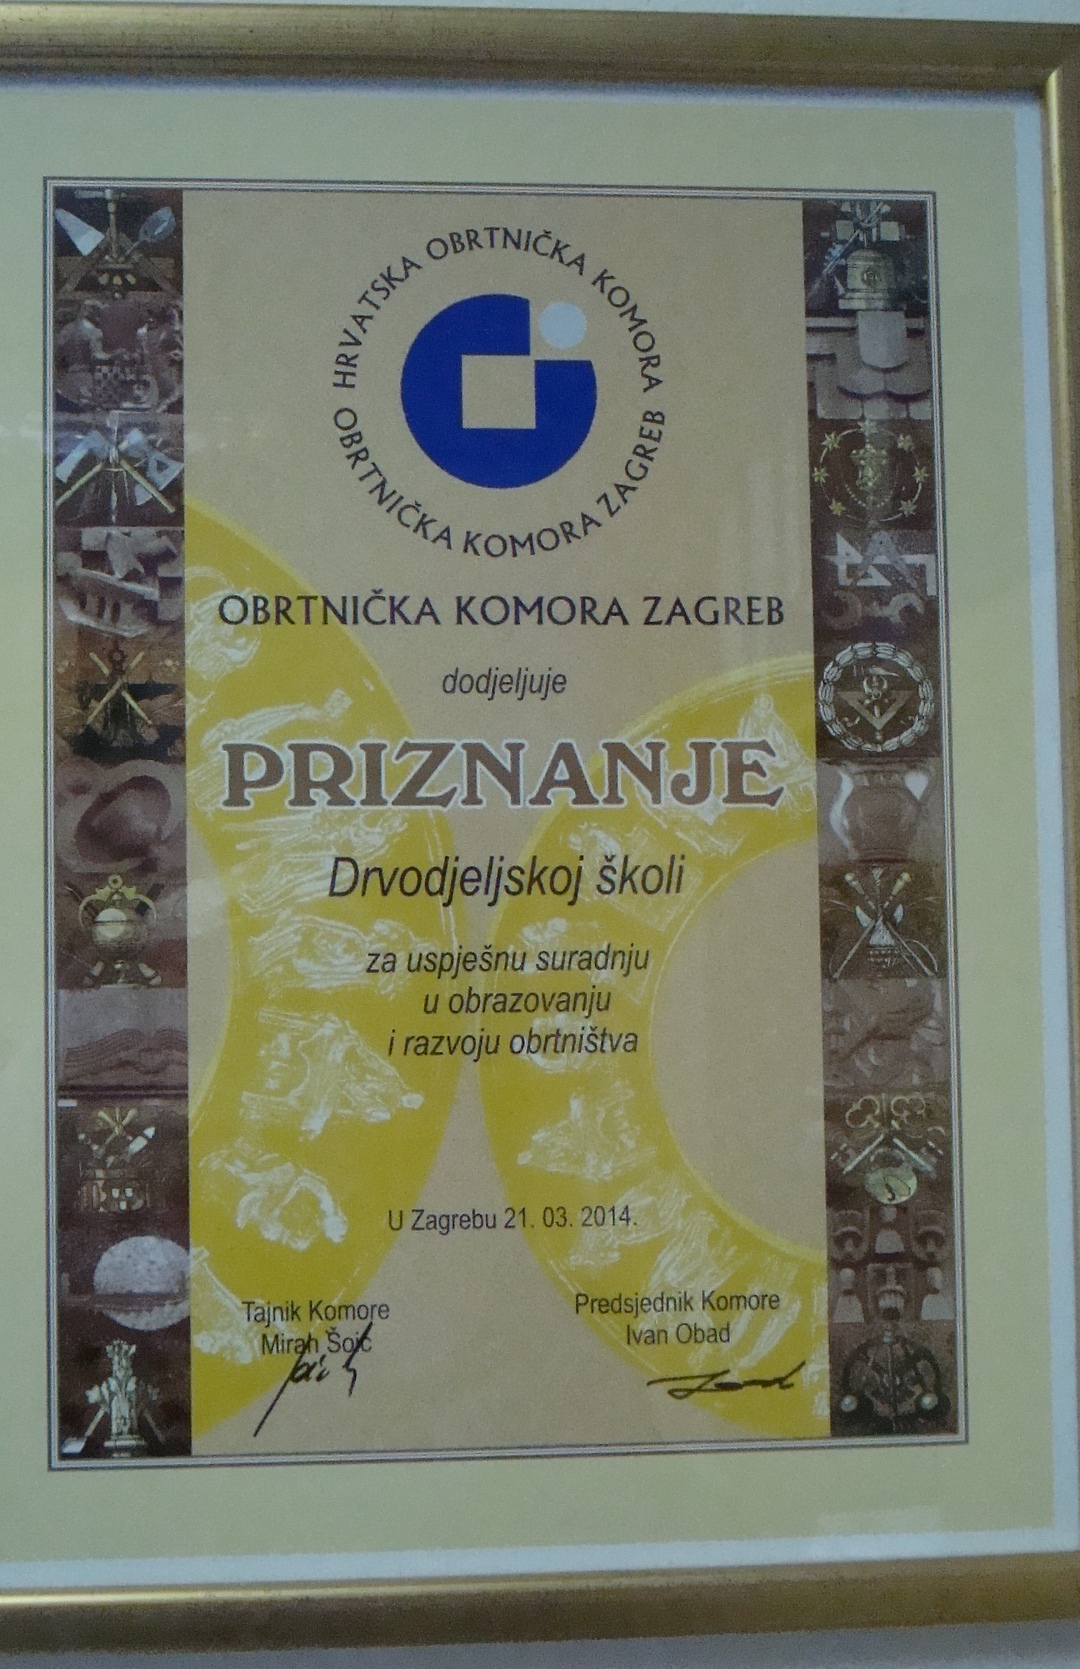 HRVATSKA OBRTNIČKA KOMORA
OBRTNIČKA KOMORA ZAGREB
OBRTNIČKA KOMORA ZAGREB
dodjeljuje
PRIZNANJE
Drvodjeljskoj školi
za uspješnu suradnju
u obrazovanju
i razvoju obrtništva
U Zagrebu 21. 03. 2014.
Tajnik Komore
Mirah Šoić
Predsjednik Komore
Ivan Obad